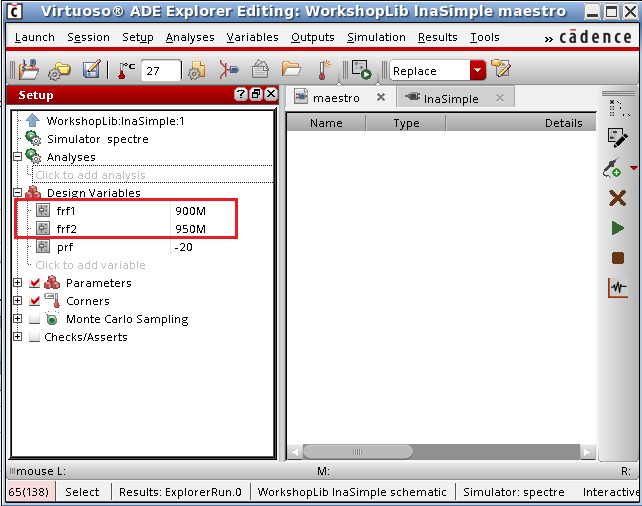 Virtuoso® ADE Explorer Editing: WorkshopLib lnaSimple maestro
Launch Session Setup Analyses Variables Outputs Simulation Results Tools » cādence
27 Replace
Setup
maestro lnaSimple
Name Type Details
WorkshopLib:lnaSimple:1
Simulator spectre
Analyses
Click to add analysis
Design Variables
frf1 900M
frf2 950M
prf -20
Click to add variable
Parameters
Corners
Monte Carlo Sampling
Checks/Asserts
mouse L: M: R:
65(138) Select Results: ExplorerRun.0 WorkshopLib lnaSimple schematic Simulator: spectre Interactive